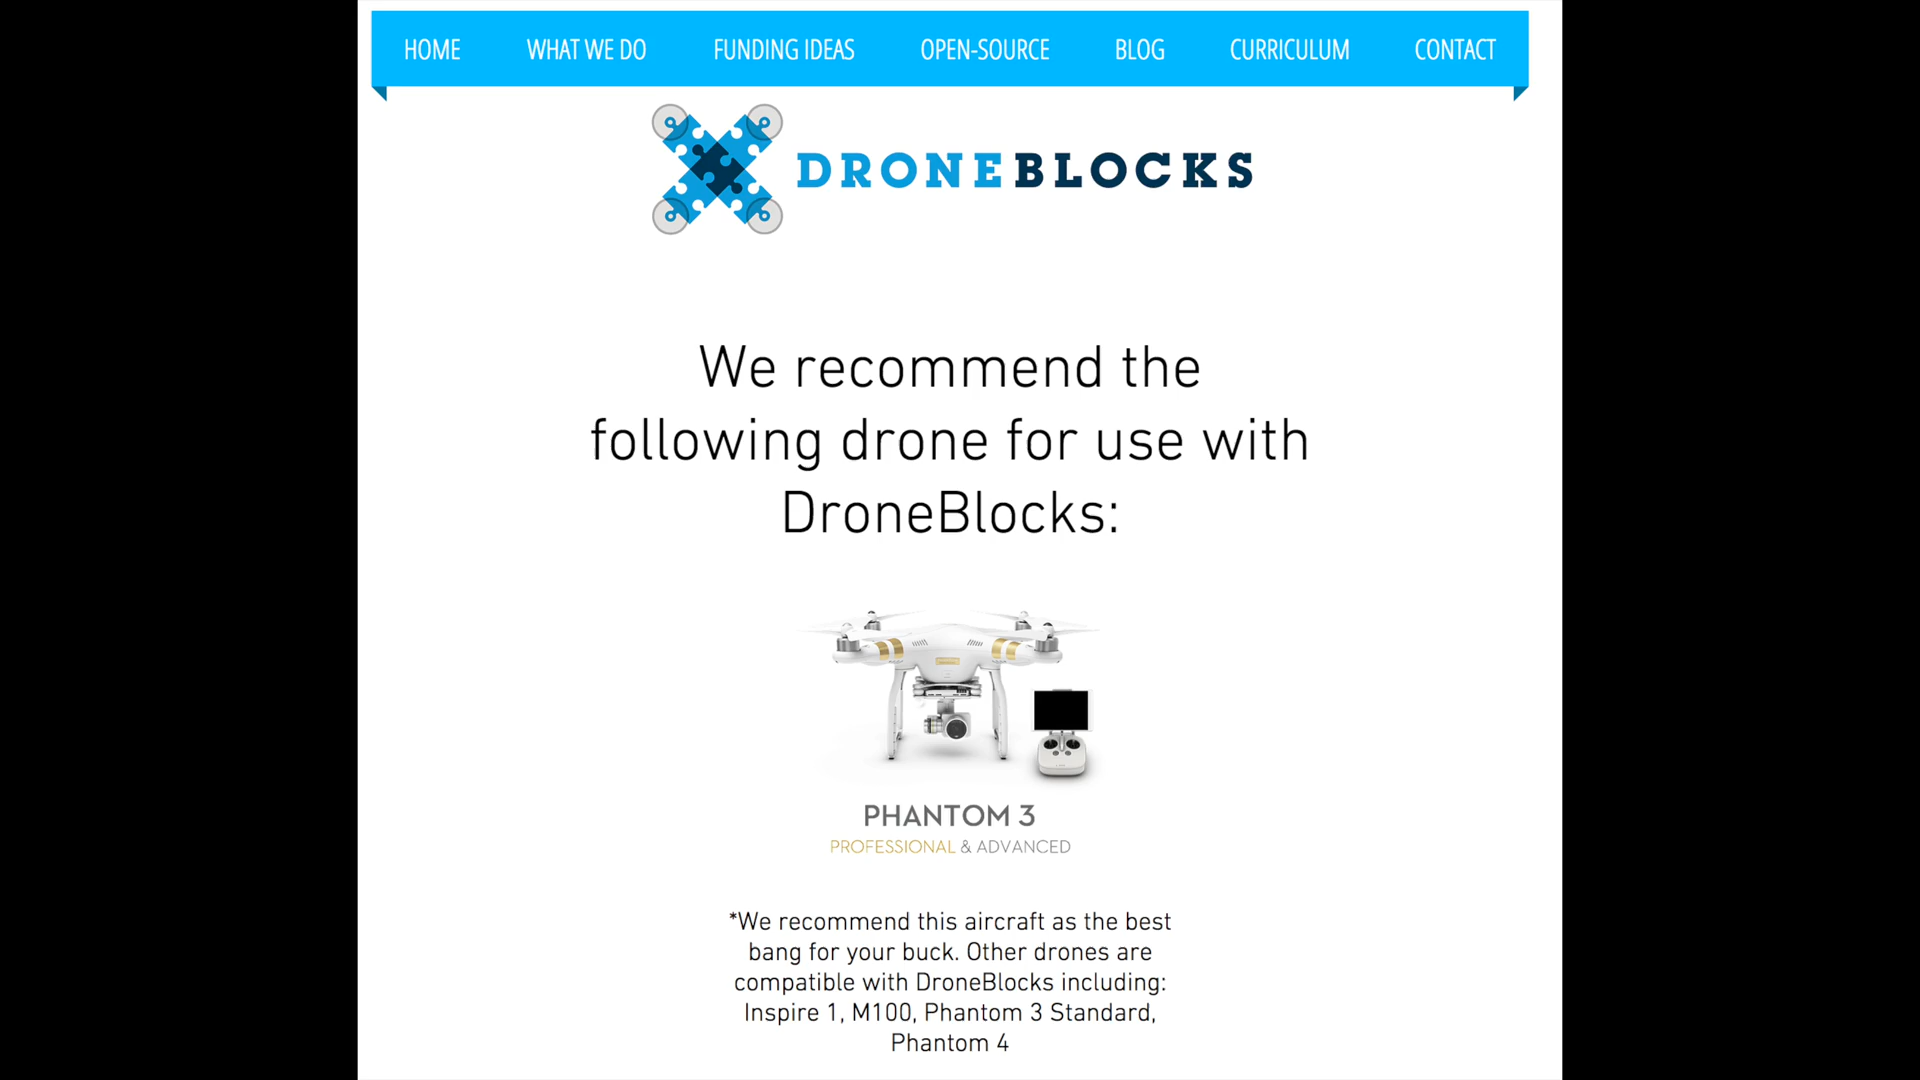 HOME WHAT WE DO FUNDING IDEAS OPEN-SOURCE BLOG CURRICULUM CONTACT
DRONEBLOCKS
We recommend the
following drone for use with
DroneBlocks:
PHANTOM 3
PROFESSIONAL & ADVANCED
*We recommend this aircraft as the best
bang for your buck. Other drones are
compatible with DroneBlocks including:
Inspire 1, M100, Phantom 3 Standard,
Phantom 4